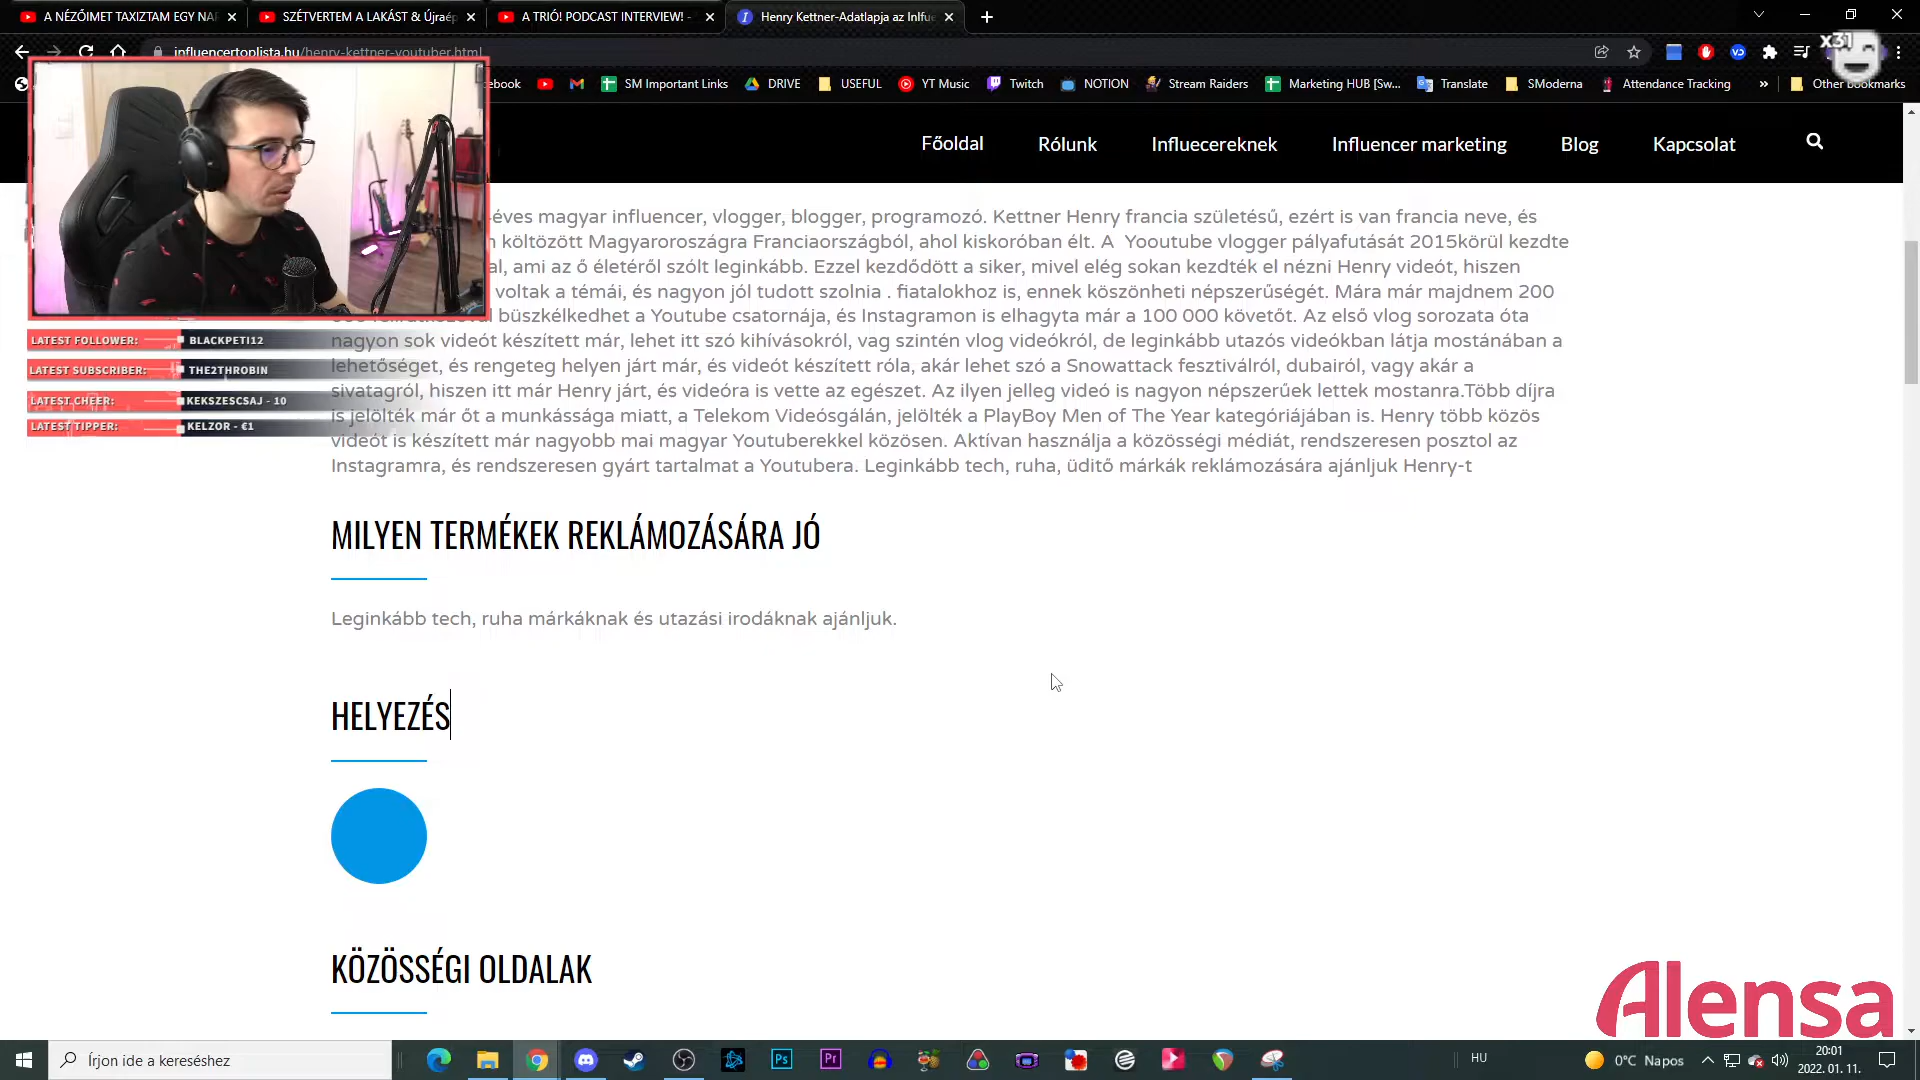 A NÉZŐIMET TAXIZTAM EGY NAP
SZÉTVERTEM A LAKÁST & Újraép
A TRIÓ! PODCAST INTERVIEW! -
Henry Kettner-Adatlapja az Inlflue
influencertoplista.hu/henry-kettner-youtuber.html
x31
ebook
SM Important Links
DRIVE
USEFUL
YT Music
Twitch
NOTION
Stream Raiders
Marketing HUB [Sw...
Translate
SModerna
Attendance Tracking
»
Other bookmarks
Főoldal
Rólunk
Influecereknek
Influencer marketing
Blog
Kapcsolat
éves magyar influencer, vlogger, blogger, programozó. Kettner Henry francia születésű, ezért is van francia neve, és
költözött Magyaroroszágra Franciaországból, ahol kiskoróban élt. A Yooutube vlogger pályafutását 2015körül kezdte
al, ami az ő életéről szólt leginkább. Ezzel kezdődött a siker, mivel elég sokan kezdték el nézni Henry videót, hiszen
voltak a témái, és nagyon jól tudott szolnia . fiatalokhoz is, ennek köszönheti népszerűségét. Mára már majdnem 200
büszkélkedhet a Youtube csatornája, és Instagramon is elhagyta már a 100 000 követőt. Az első vlog sorozata óta
nagyon sok videót készített már, lehet itt szó kihívásokról, vag szintén vlog videókról, de leginkább utazós videókban látja mostanában a
lehetőséget, és rengeteg helyen járt már, és videót készített róla, akár lehet szó a Snowattack fesztiválról, dubairól, vagy akár a
sivatagról, hiszen itt már Henry járt, és videóra is vette az egészet. Az ilyen jelleg videó is nagyon népszerűek lettek mostanra.Több díjra
is jelölték már őt a munkássága miatt, a Telekom Videósgálán, jelölték a PlayBoy Men of The Year kategóriájában is. Henry több közös
videót is készített már nagyobb mai magyar Youtuberekkel közösen. Aktívan használja a közösségi médiát, rendszeresen posztol az
Instagramra, és rendszeresen gyárt tartalmat a Youtubera. Leginkább tech, ruha, üditő márkák reklámozására ajánljuk Henry-t
LATEST FOLLOWER: BLACKPETI12
LATEST SUBSCRIBER: THE2THROBIN
LATEST CHEER: KEKSZESCSAJ - 10
LATEST TIPPER: KELZOR - €1
MILYEN TERMÉKEK REKLÁMOZÁSÁRA JÓ
Leginkább tech, ruha márkáknak és utazási irodáknak ajánljuk.
HELYEZÉS
KÖZÖSSÉGI OLDALAK
Alensa
Írjon ide a kereséshez
Ps
Pr
HU
0°C Napos
20:01
2022. 01. 11.